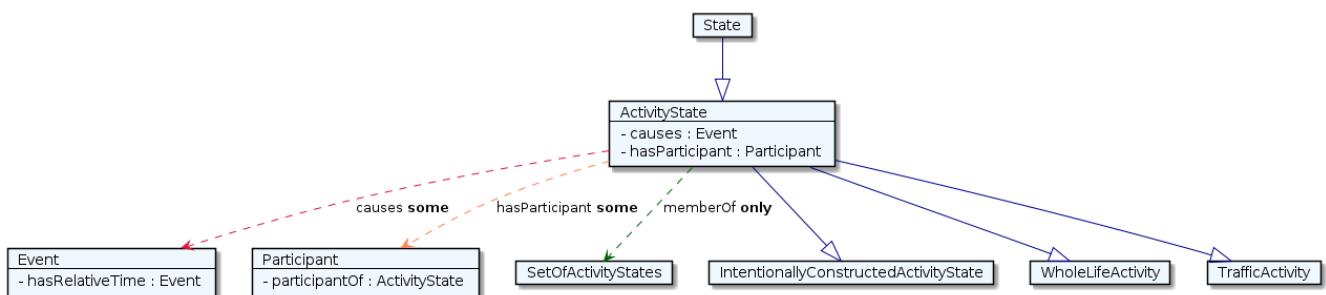 State
ActivityState
- causes : Event
- hasParticipant : Participant
causes some
hasParticipant some
memberOf only
Event
- hasRelativeTime : Event
Participant
- participantOf : ActivityState
SetOfActivityStates
IntentionallyConstructedActivityState
WholeLifeActivity
TrafficActivity